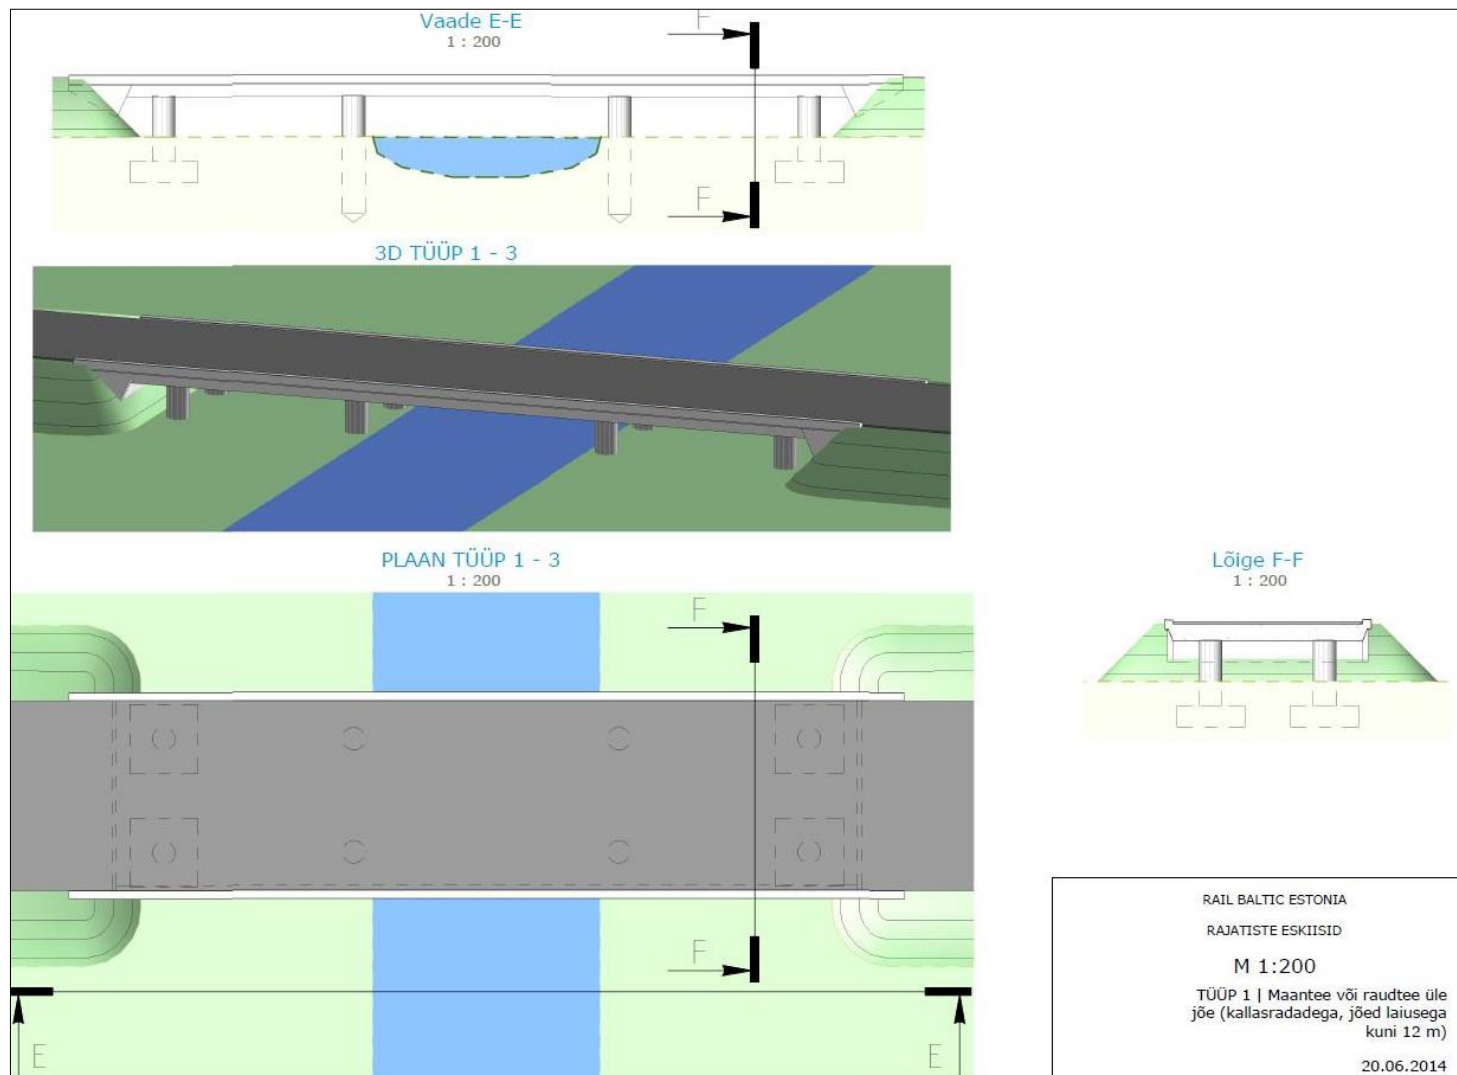 Vaade E-E
1 : 200
F
F
3D TÜÜP 1 - 3
PLAAN TÜÜP 1 - 3
1 : 200
F
F
E
E
Lõige F-F
1 : 200
RAIL BALTIC ESTONIA
RAJATISTE ESKIISID
M 1:200
TÜÜP 1 | Maantee või raudtee üle
jõe (kallasradadega, jõed laiusega
kuni 12 m)
20.06.2014